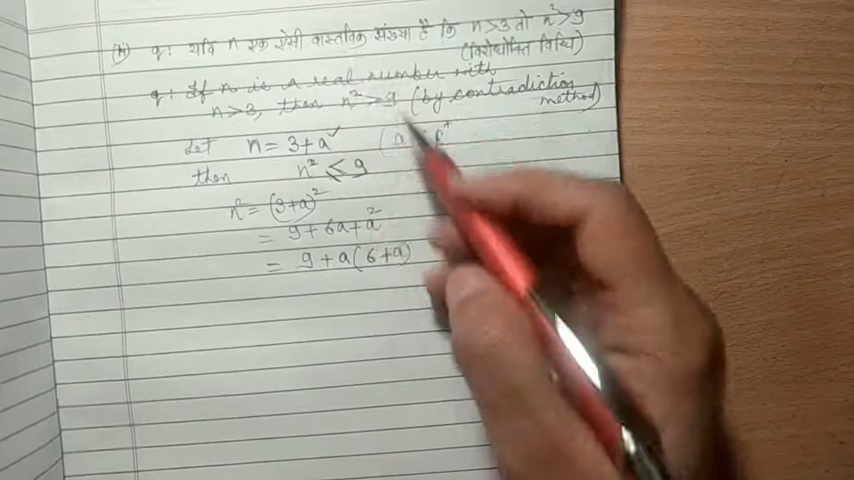 (ii) q: यदि n एक ऐसी वास्तविक संख्या है कि n>3 तो n²>9
(विरोधोक्ति विधि)
q: If n is a real number with
n>3, then n²>9 (by contradiction
method)
Let n = 3+a ✓ (a
then n² ≤ 9
n² = (3+a)²
= 9+6a+a²
= 9+a(6+a)